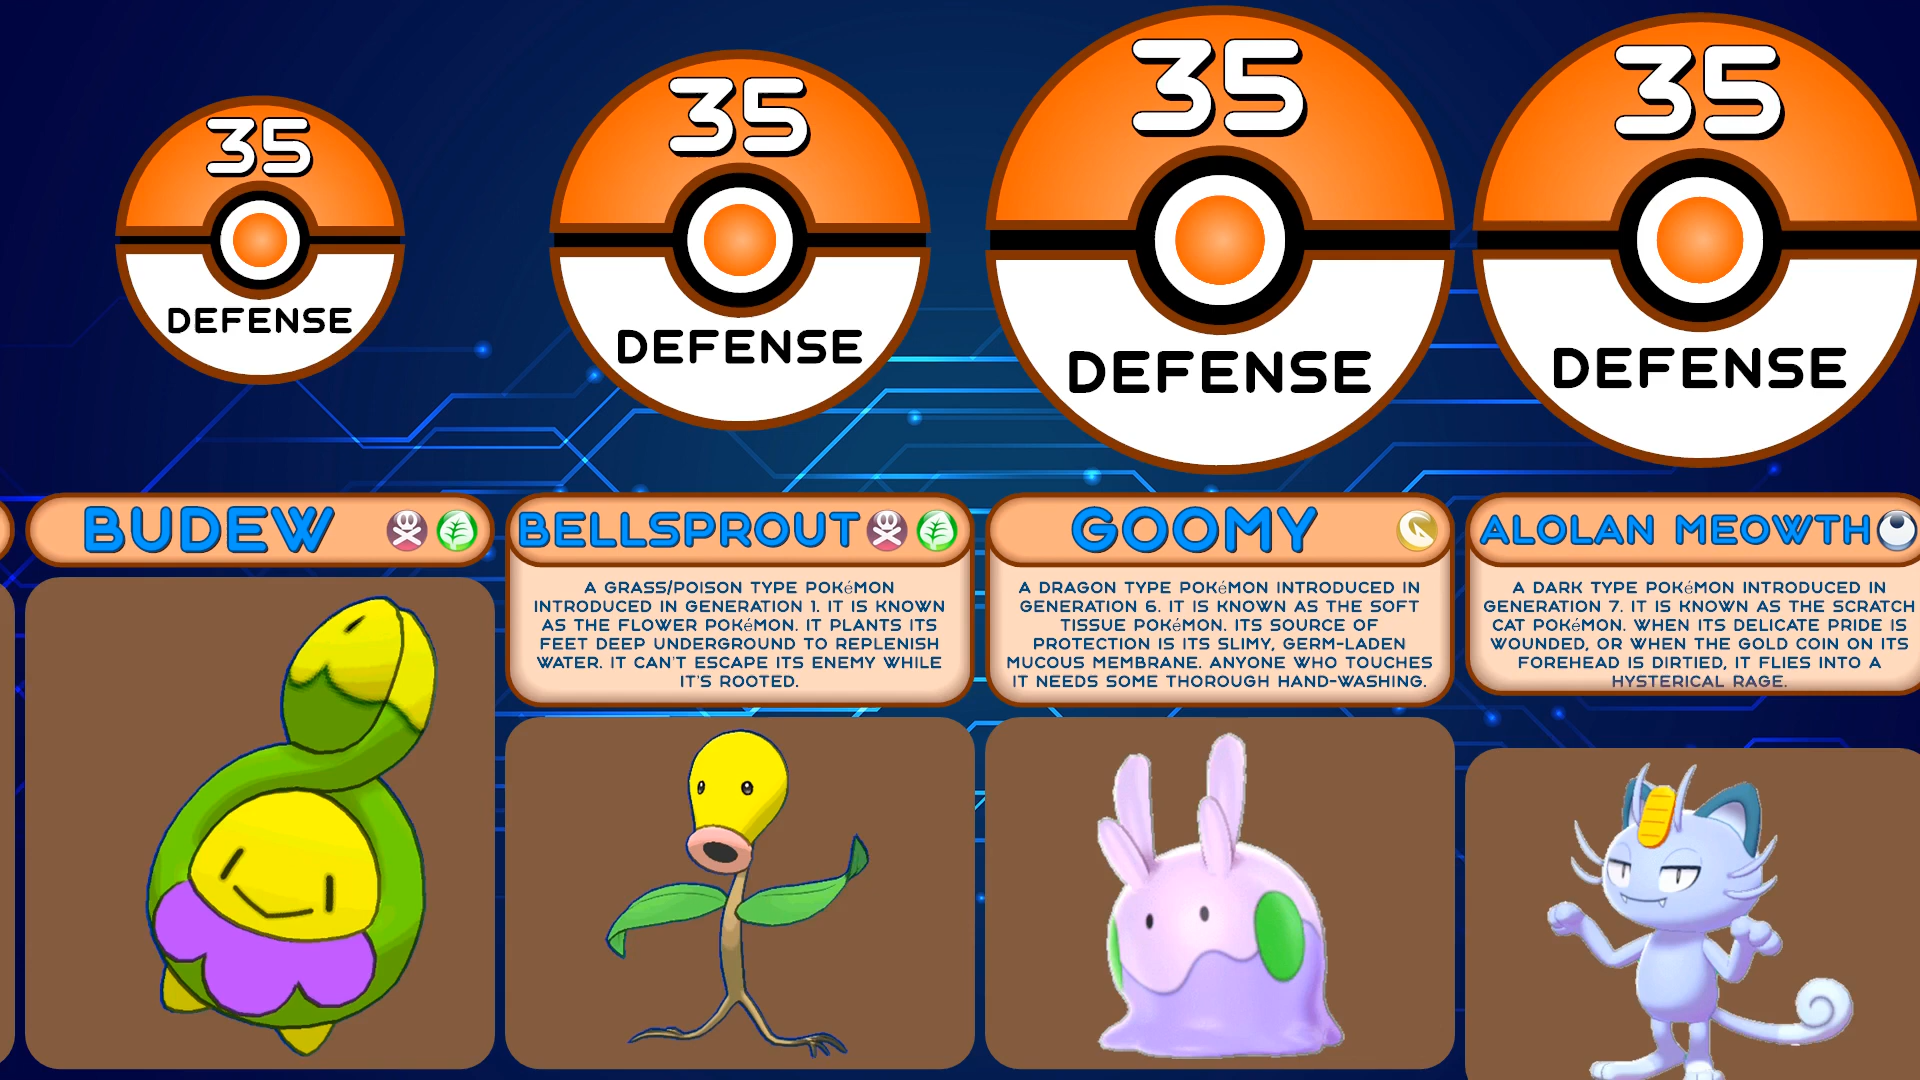 35
DEFENSE
35
DEFENSE
35
DEFENSE
35
DEFENSE
BUDEW
BELLSPROUT
A GRASS/POISON TYPE POKéMON
INTRODUCED IN GENERATION 1. IT IS KNOWN
AS THE FLOWER POKéMON. IT PLANTS ITS
FEET DEEP UNDERGROUND TO REPLENISH
WATER. IT CAN'T ESCAPE ITS ENEMY WHILE
IT'S ROOTED.
GOOMY
A DRAGON TYPE POKéMON INTRODUCED IN
GENERATION 6. IT IS KNOWN AS THE SOFT
TISSUE POKéMON. ITS SOURCE OF
PROTECTION IS ITS SLIMY, GERM-LADEN
MUCOUS MEMBRANE. ANYONE WHO TOUCHES
IT NEEDS SOME THOROUGH HAND-WASHING.
ALOLAN MEOWTH
A DARK TYPE POKéMON INTRODUCED IN
GENERATION 7. IT IS KNOWN AS THE SCRATCH
CAT POKéMON. WHEN ITS DELICATE PRIDE IS
WOUNDED, OR WHEN THE GOLD COIN ON ITS
FOREHEAD IS DIRTIED, IT FLIES INTO A
HYSTERICAL RAGE.